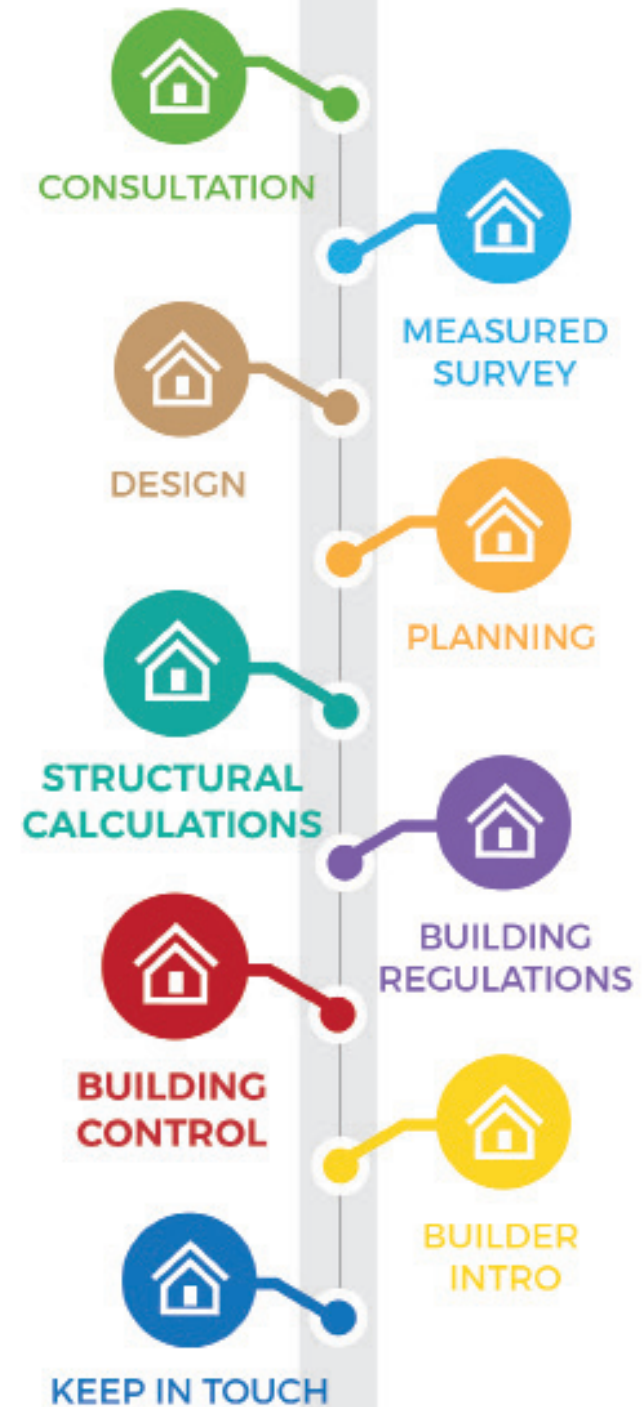 CONSULTATION
MEASURED
SURVEY
DESIGN
PLANNING
STRUCTURAL
CALCULATIONS
BUILDING
REGULATIONS
BUILDING
CONTROL
BUILDER
INTRO
KEEP IN TOUCH